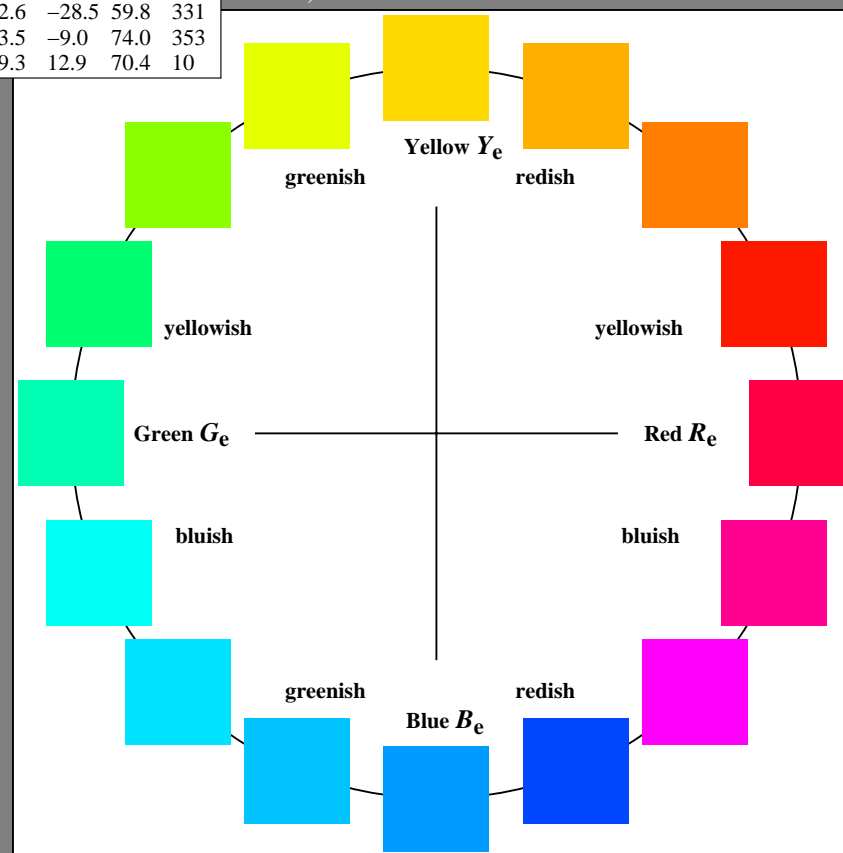 2.6 –28.5 59.8 331
3.5 –9.0 74.0 353
9.3 12.9 70.4 10
Yellow Ye
greenish redish
yellowish yellowish
Green Ge Red Re
bluish bluish
greenish redish
Blue Be